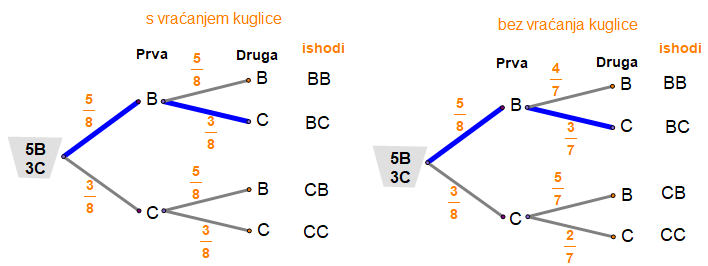 s vraćanjem kuglice
Prva Druga ishodi
5/8 5/8 B BB
B
3/8 C BC
5B
3C
3/8 5/8 B CB
C
3/8 C CC
bez vraćanja kuglice
Prva Druga ishodi
5/8 4/7 B BB
B
3/7 C BC
5B
3C
3/8 5/7 B CB
C
2/7 C CC